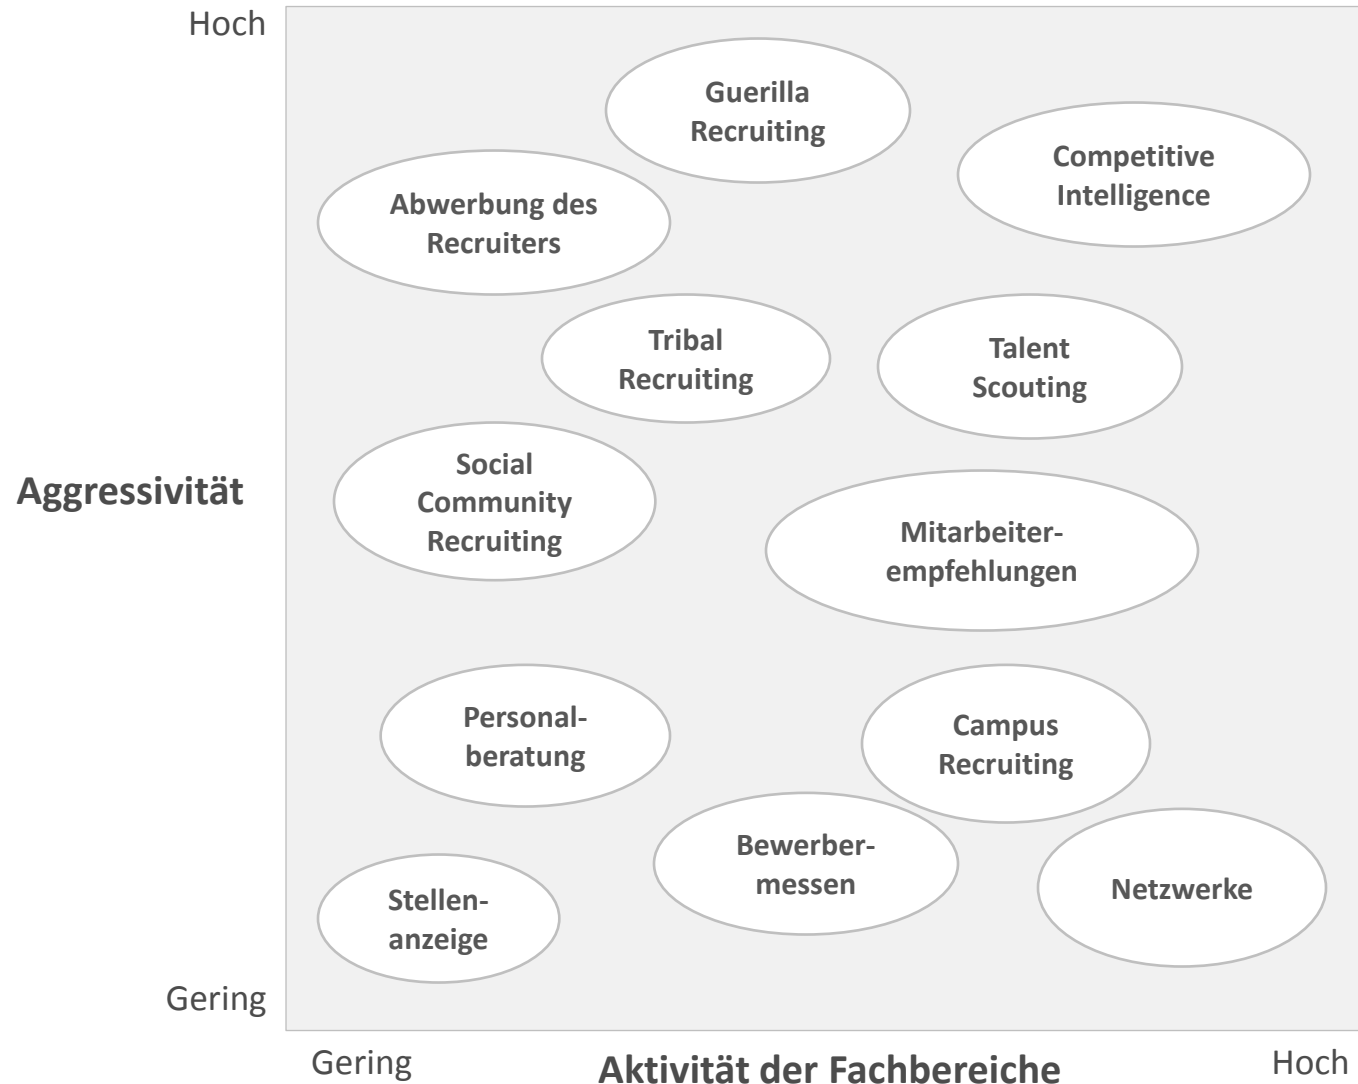 Hoch
Guerilla
Recruiting
Competitive
Intelligence
Abwerbung des
Recruiters
Tribal
Recruiting
Talent
Scouting
Social
Community
Recruiting
Aggressivität
Mitarbeiter-
empfehlungen
Personal-
beratung
Campus
Recruiting
Bewerber-
messen
Netzwerke
Stellen-
anzeige
Gering
Gering
Aktivität der Fachbereiche
Hoch